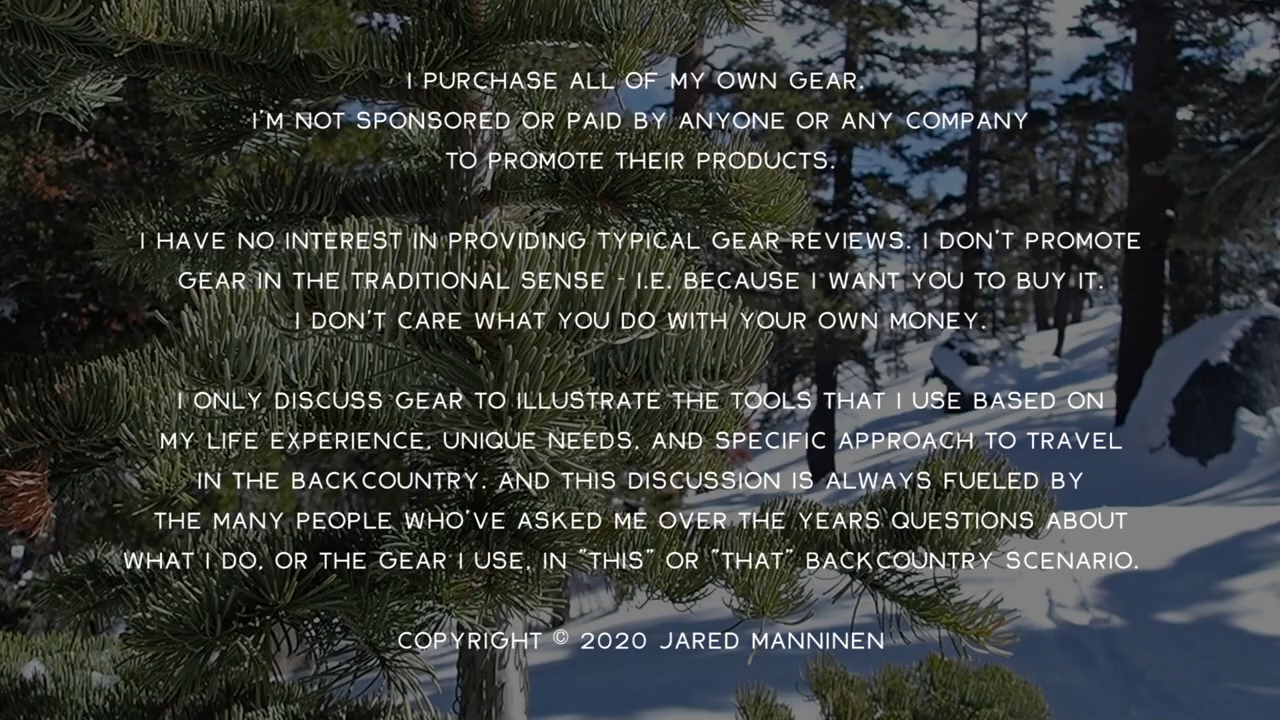 I PURCHASE ALL OF MY OWN GEAR.
I'M NOT SPONSORED OR PAID BY ANYONE OR ANY COMPANY
TO PROMOTE THEIR PRODUCTS.
I HAVE NO INTEREST IN PROVIDING TYPICAL GEAR REVIEWS. I DON'T PROMOTE
GEAR IN THE TRADITIONAL SENSE - I.E. BECAUSE I WANT YOU TO BUY IT.
I DON'T CARE WHAT YOU DO WITH YOUR OWN MONEY.
I ONLY DISCUSS GEAR TO ILLUSTRATE THE TOOLS THAT I USE BASED ON
MY LIFE EXPERIENCE, UNIQUE NEEDS, AND SPECIFIC APPROACH TO TRAVEL
IN THE BACKCOUNTRY. AND THIS DISCUSSION IS ALWAYS FUELED BY
THE MANY PEOPLE WHO'VE ASKED ME OVER THE YEARS QUESTIONS ABOUT
WHAT I DO, OR THE GEAR I USE, IN "THIS" OR "THAT" BACKCOUNTRY SCENARIO.
COPYRIGHT © 2020 JARED MANNINEN